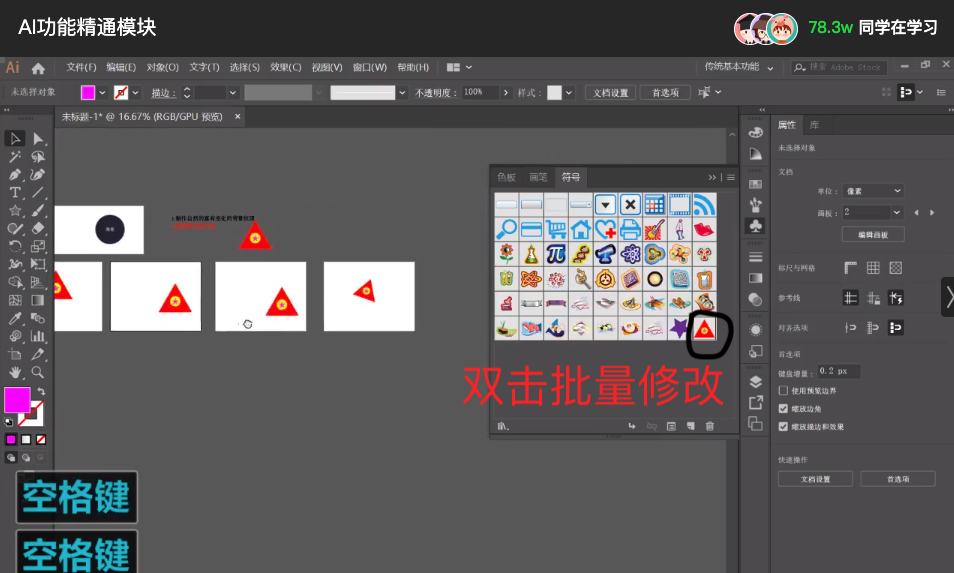 AI功能精通模块
78.3w 同学在学习
Ai
文件(F) 编辑(E) 对象(O) 文字(T) 选择(S) 效果(C) 视图(V) 窗口(W) 帮助(H)
传统基本功能
搜索 Adobe Stock
未选择对象
描边：
不透明度： 100%
样式：
文档设置
首选项
未标题-1* @ 16.67% (RGB/GPU 预览) ×
属性 库
未选择对象
文档
单位： 像素
画板： 2
编辑画板
标尺与网格
参考线
对齐选项
首选项
键盘增量： 0.2 px
使用预览边界
缩放边角
缩放描边和效果
快速操作
文档设置
首选项
色板 画笔 符号
双击批量修改
空格键
空格键